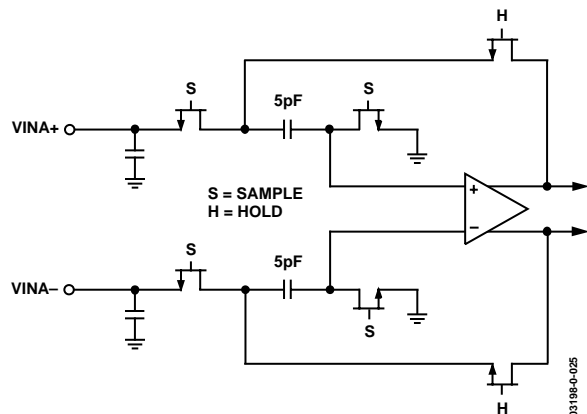 H
S
5pF
S
VINA+
S = SAMPLE
H = HOLD
+
−
S
5pF
VINA−
S
H
03198-0-025